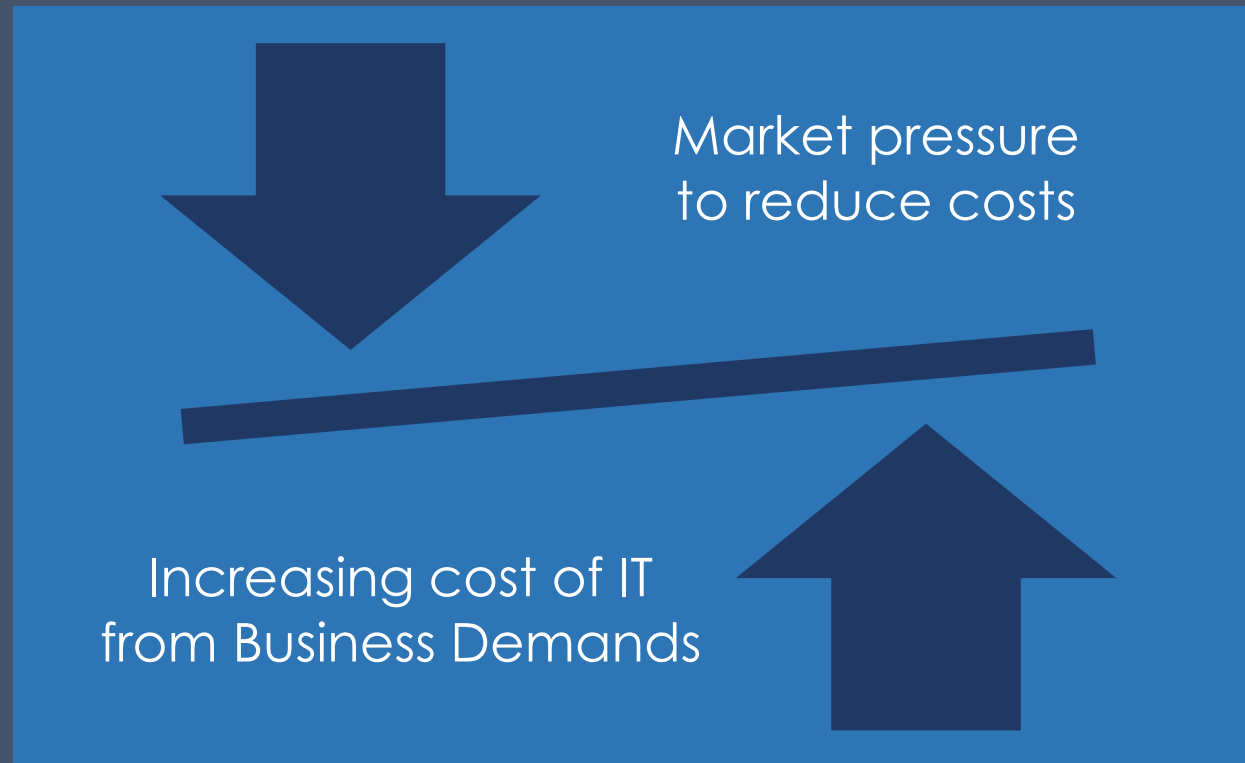 Market pressure
to reduce costs
Increasing cost of IT
from Business Demands